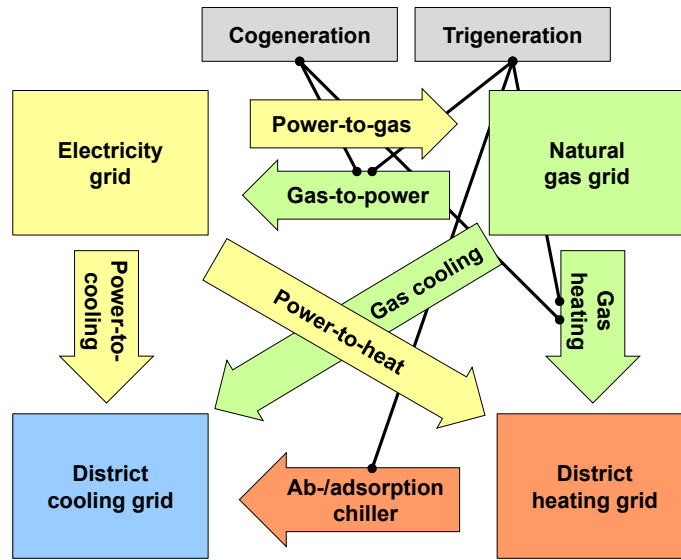 Cogeneration
Trigeneration
Power-to-gas
Electricity
grid
Natural
gas grid
Gas-to-power
Power-to-
cooling
Gas cooling
Power-to-heat
Gas
heating
District
cooling grid
Ab-/adsorption
chiller
District
heating grid